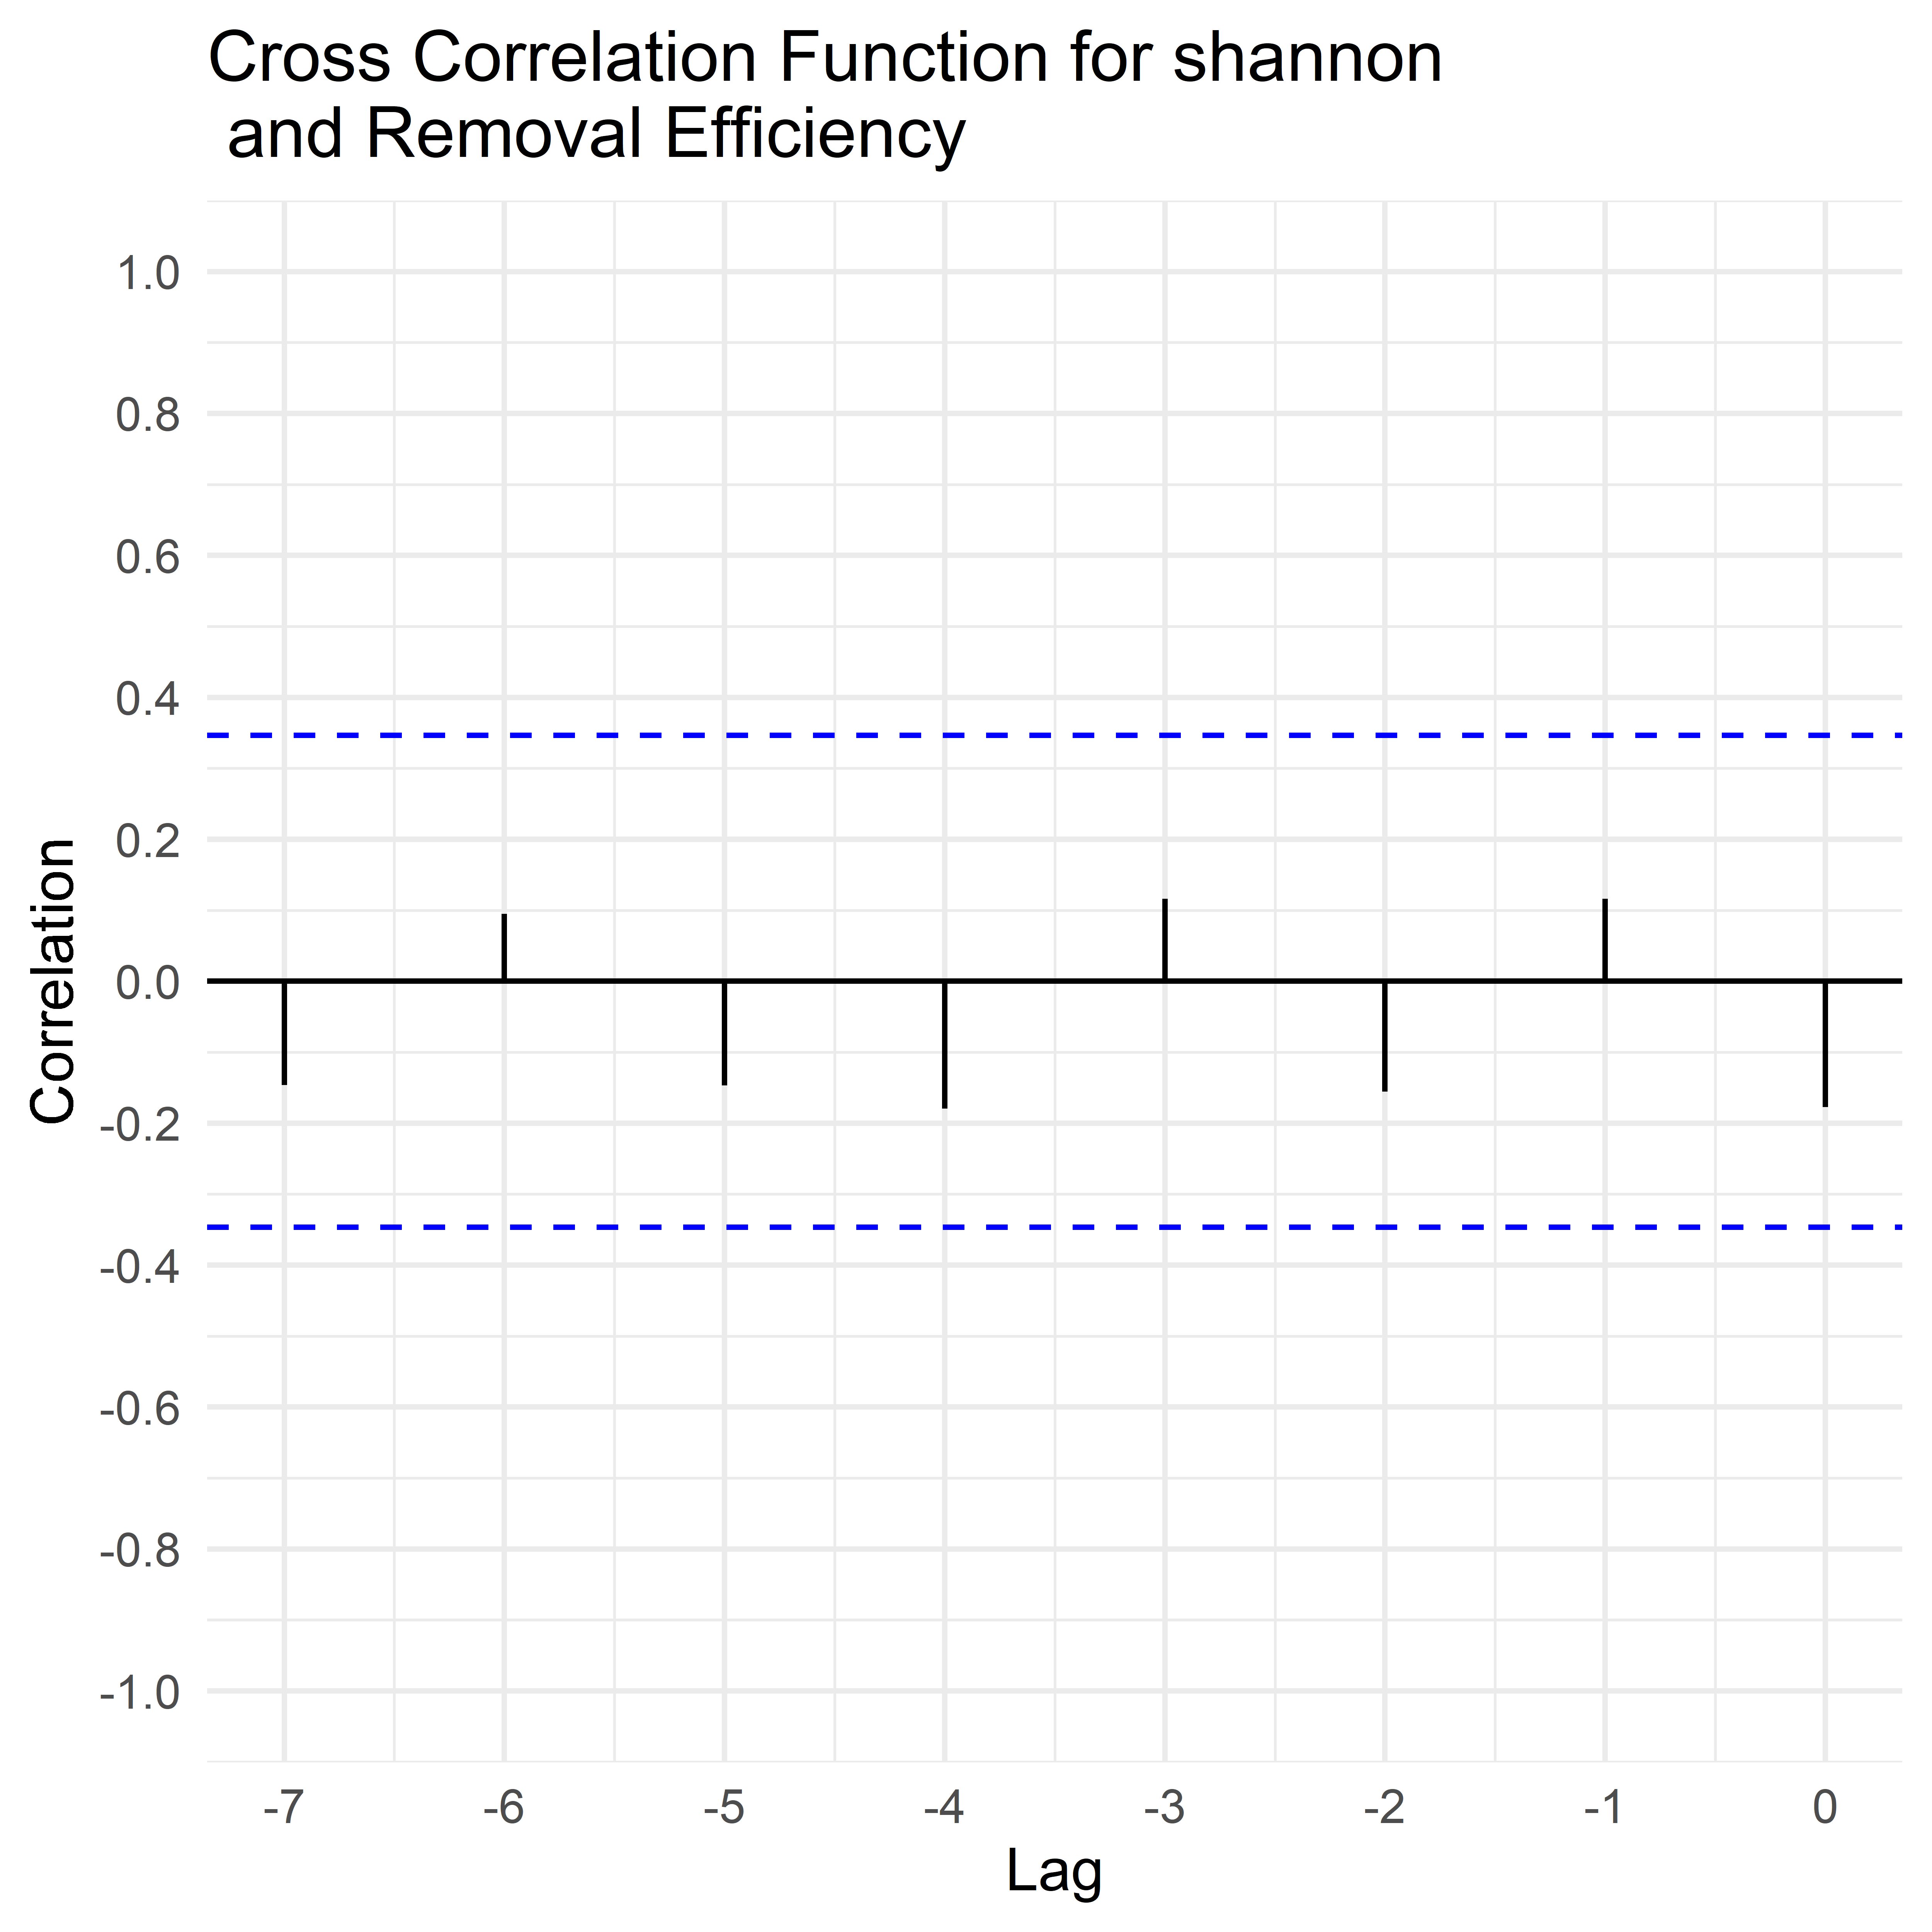 Cross Correlation Function for shannon
and Removal Efficiency
1.0
0.8
0.6
0.4
0.2
0.0
-0.2
-0.4
-0.6
-0.8
-1.0
Correlation
-7 -6 -5 -4 -3 -2 -1 0
Lag